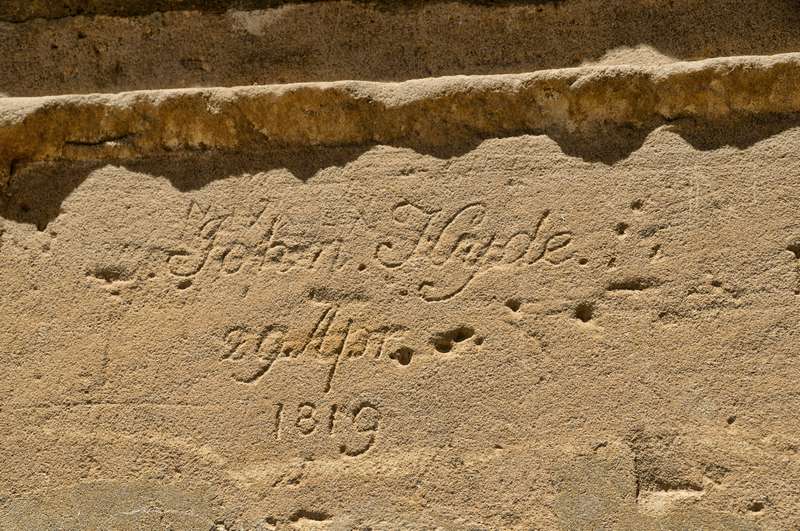 John Hyde.
29. Apr.
1819